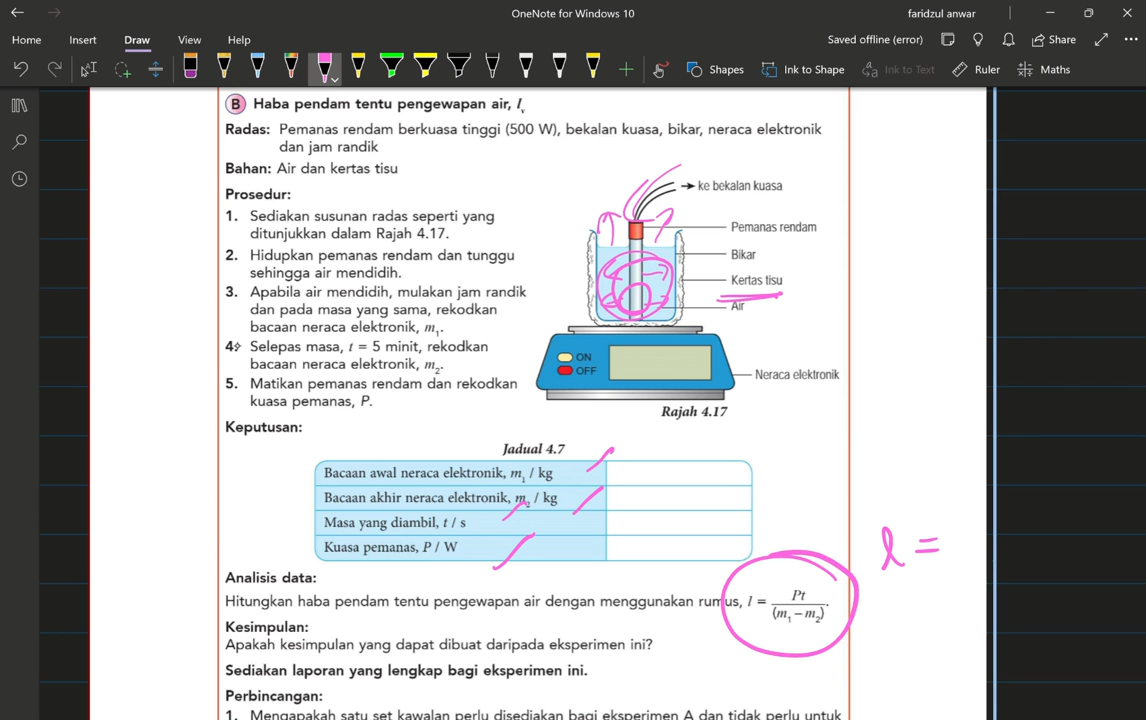 OneNote for Windows 10
faridzul anwar
Home Insert Draw View Help
Saved offline (error) Share
Shapes Ink to Shape Ink to Text Ruler Maths
B Haba pendam tentu pengewapan air, lᵥ
Radas: Pemanas rendam berkuasa tinggi (500 W), bekalan kuasa, bikar, neraca elektronik
dan jam randik
Bahan: Air dan kertas tisu
Prosedur:
1. Sediakan susunan radas seperti yang
ditunjukkan dalam Rajah 4.17.
2. Hidupkan pemanas rendam dan tunggu
sehingga air mendidih.
3. Apabila air mendidih, mulakan jam randik
dan pada masa yang sama, rekodkan
bacaan neraca elektronik, m₁.
4. Selepas masa, t = 5 minit, rekodkan
bacaan neraca elektronik, m₂.
5. Matikan pemanas rendam dan rekodkan
kuasa pemanas, P.
ke bekalan kuasa
Pemanas rendam
Bikar
Kertas tisu
Air
ON
OFF
Neraca elektronik
Rajah 4.17
Keputusan:
Jadual 4.7
Bacaan awal neraca elektronik, m₁ / kg
Bacaan akhir neraca elektronik, m₂ / kg
Masa yang diambil, t / s
Kuasa pemanas, P / W
l =
Analisis data:
Hitungkan haba pendam tentu pengewapan air dengan menggunakan rumus, l = Pt / (m₁ – m₂).
Kesimpulan:
Apakah kesimpulan yang dapat dibuat daripada eksperimen ini?
Sediakan laporan yang lengkap bagi eksperimen ini.
Perbincangan:
1. Mengapakah satu set kawalan perlu disediakan bagi eksperimen A dan tidak perlu untuk